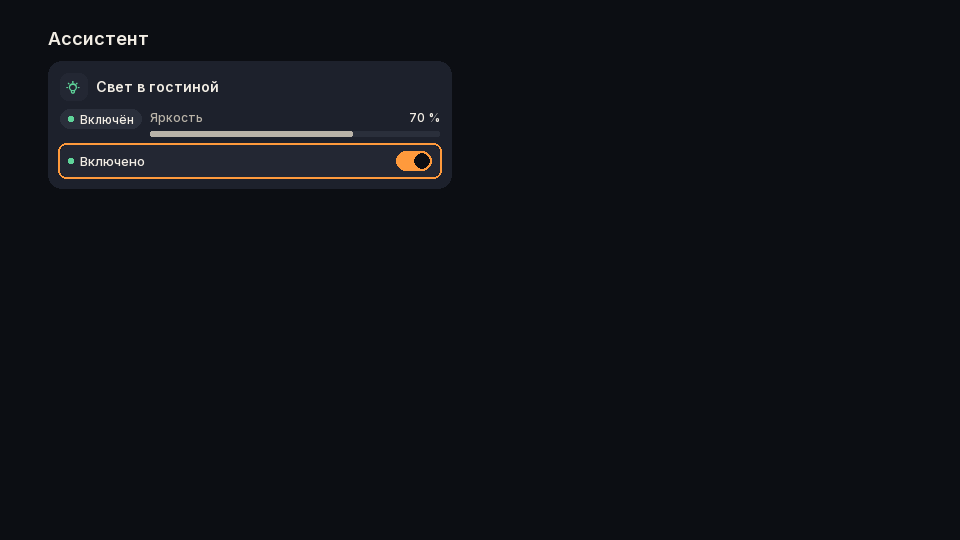 Ассистент
Свет в гостиной
Включён
Яркость 70 %
Включено